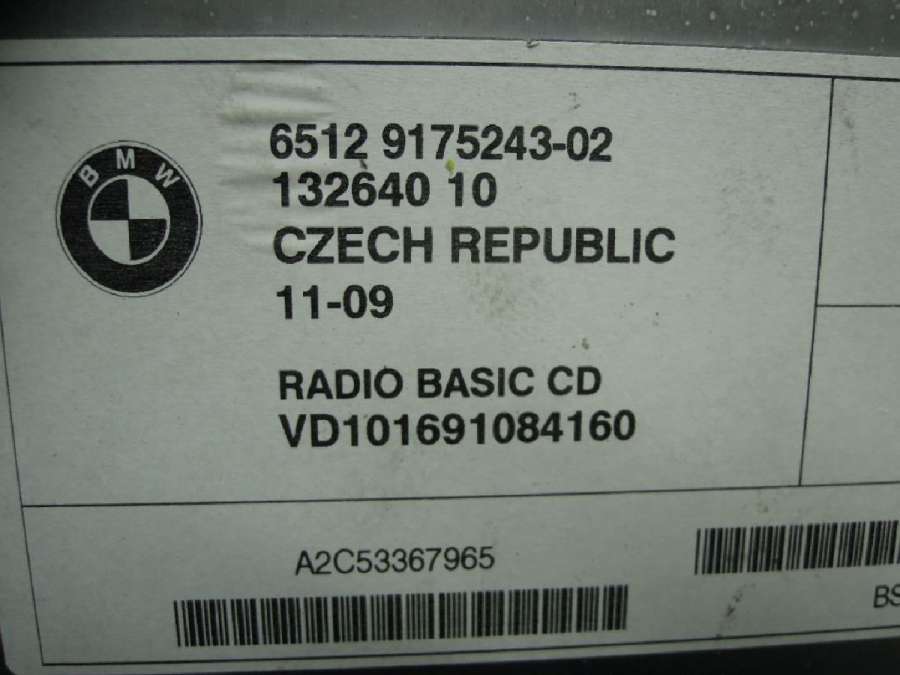 BMW
6512 9175243-02
132640 10
CZECH REPUBLIC
11-09
RADIO BASIC CD
VD101691084160
A2C53367965
BS